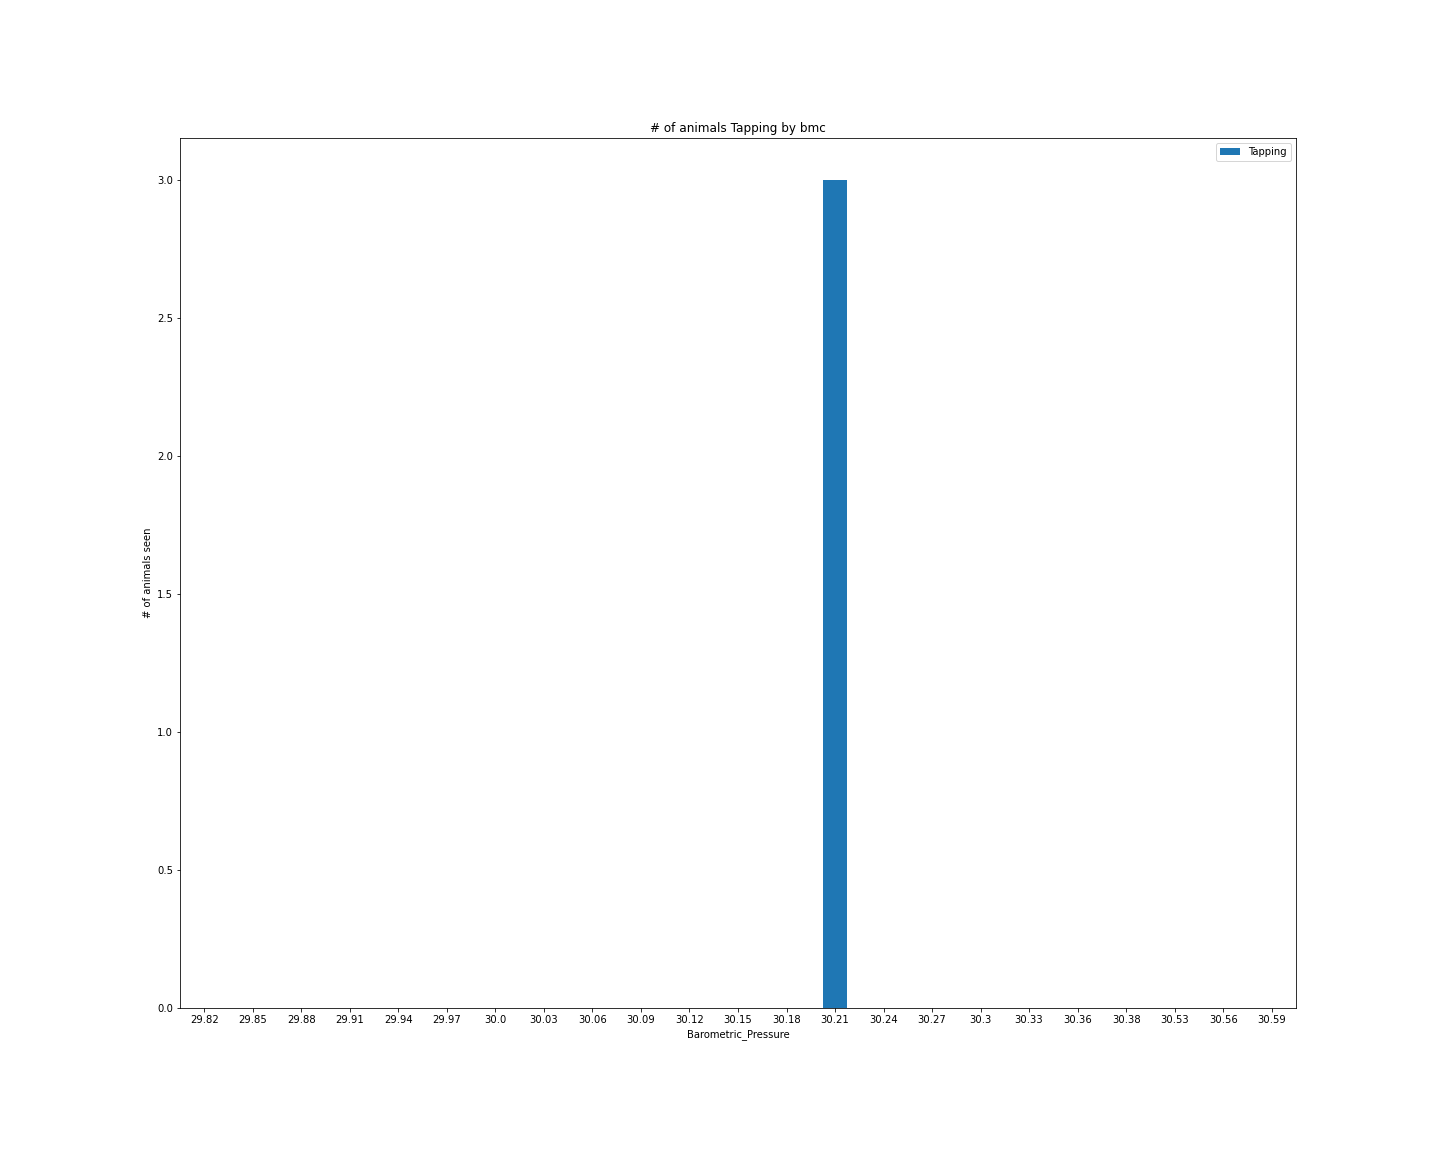 # of animals Tapping by bmc
Tapping
3.0
2.5
2.0
1.5
1.0
0.5
0.0
# of animals seen
29.82 29.85 29.88 29.91 29.94 29.97 30.0 30.03 30.06 30.09 30.12 30.15 30.18 30.21 30.24 30.27 30.3 30.33 30.36 30.38 30.53 30.56 30.59
Barometric_Pressure